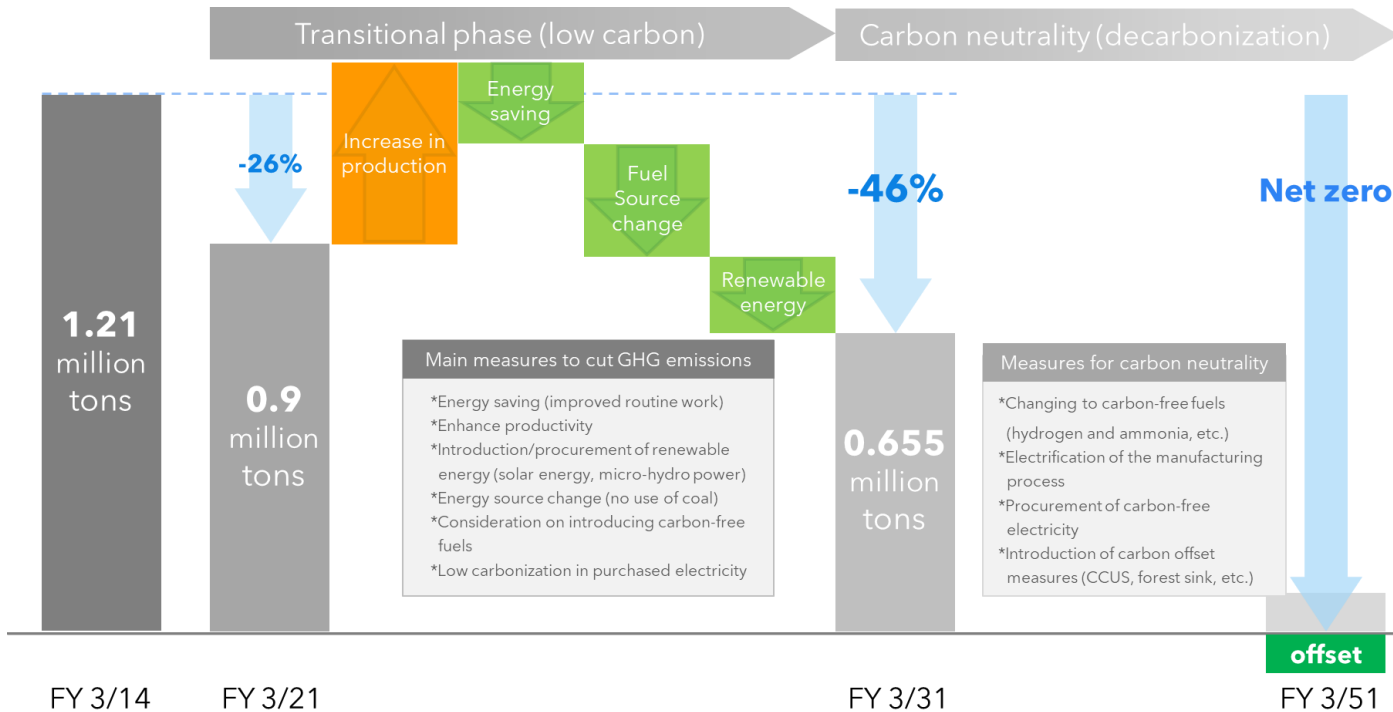 Transitional phase (low carbon)
Carbon neutrality (decarbonization)
-26%
Increase in
production
Energy
saving
Fuel
Source
change
Renewable
energy
-46%
Net zero
1.21
million
tons
0.9
million
tons
Main measures to cut GHG emissions
*Energy saving (improved routine work)
*Enhance productivity
*Introduction/procurement of renewable
energy (solar energy, micro-hydro power)
*Energy source change (no use of coal)
*Consideration on introducing carbon-free
fuels
*Low carbonization in purchased electricity
0.655
million
tons
Measures for carbon neutrality
*Changing to carbon-free fuels
(hydrogen and ammonia, etc.)
*Electrification of the manufacturing
process
*Procurement of carbon-free
electricity
*Introduction of carbon offset
measures (CCUS, forest sink, etc.)
offset
FY 3/14
FY 3/21
FY 3/31
FY 3/51